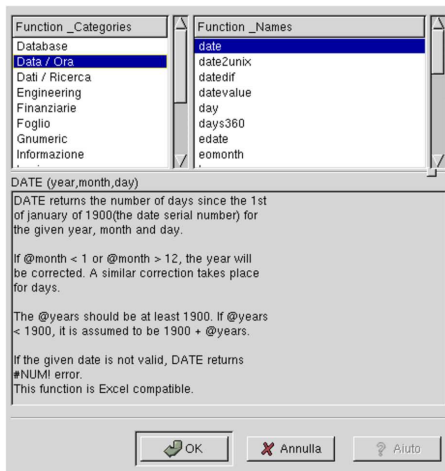 Function _Categories
Database
Data / Ora
Dati / Ricerca
Engineering
Finanziarie
Foglio
Gnumeric
Informazione
Function _Names
date
date2unix
datedif
datevalue
day
days360
edate
eomonth
DATE (year,month,day)
DATE returns the number of days since the 1st
of january of 1900(the date serial number) for
the given year, month and day.
If @month < 1 or @month > 12, the year will
be corrected. A similar correction takes place
for days.
The @years should be at least 1900. If @years
< 1900, it is assumed to be 1900 + @years.
If the given date is not valid, DATE returns
#NUM! error.
This function is Excel compatible.
OK
Annulla
Aiuto